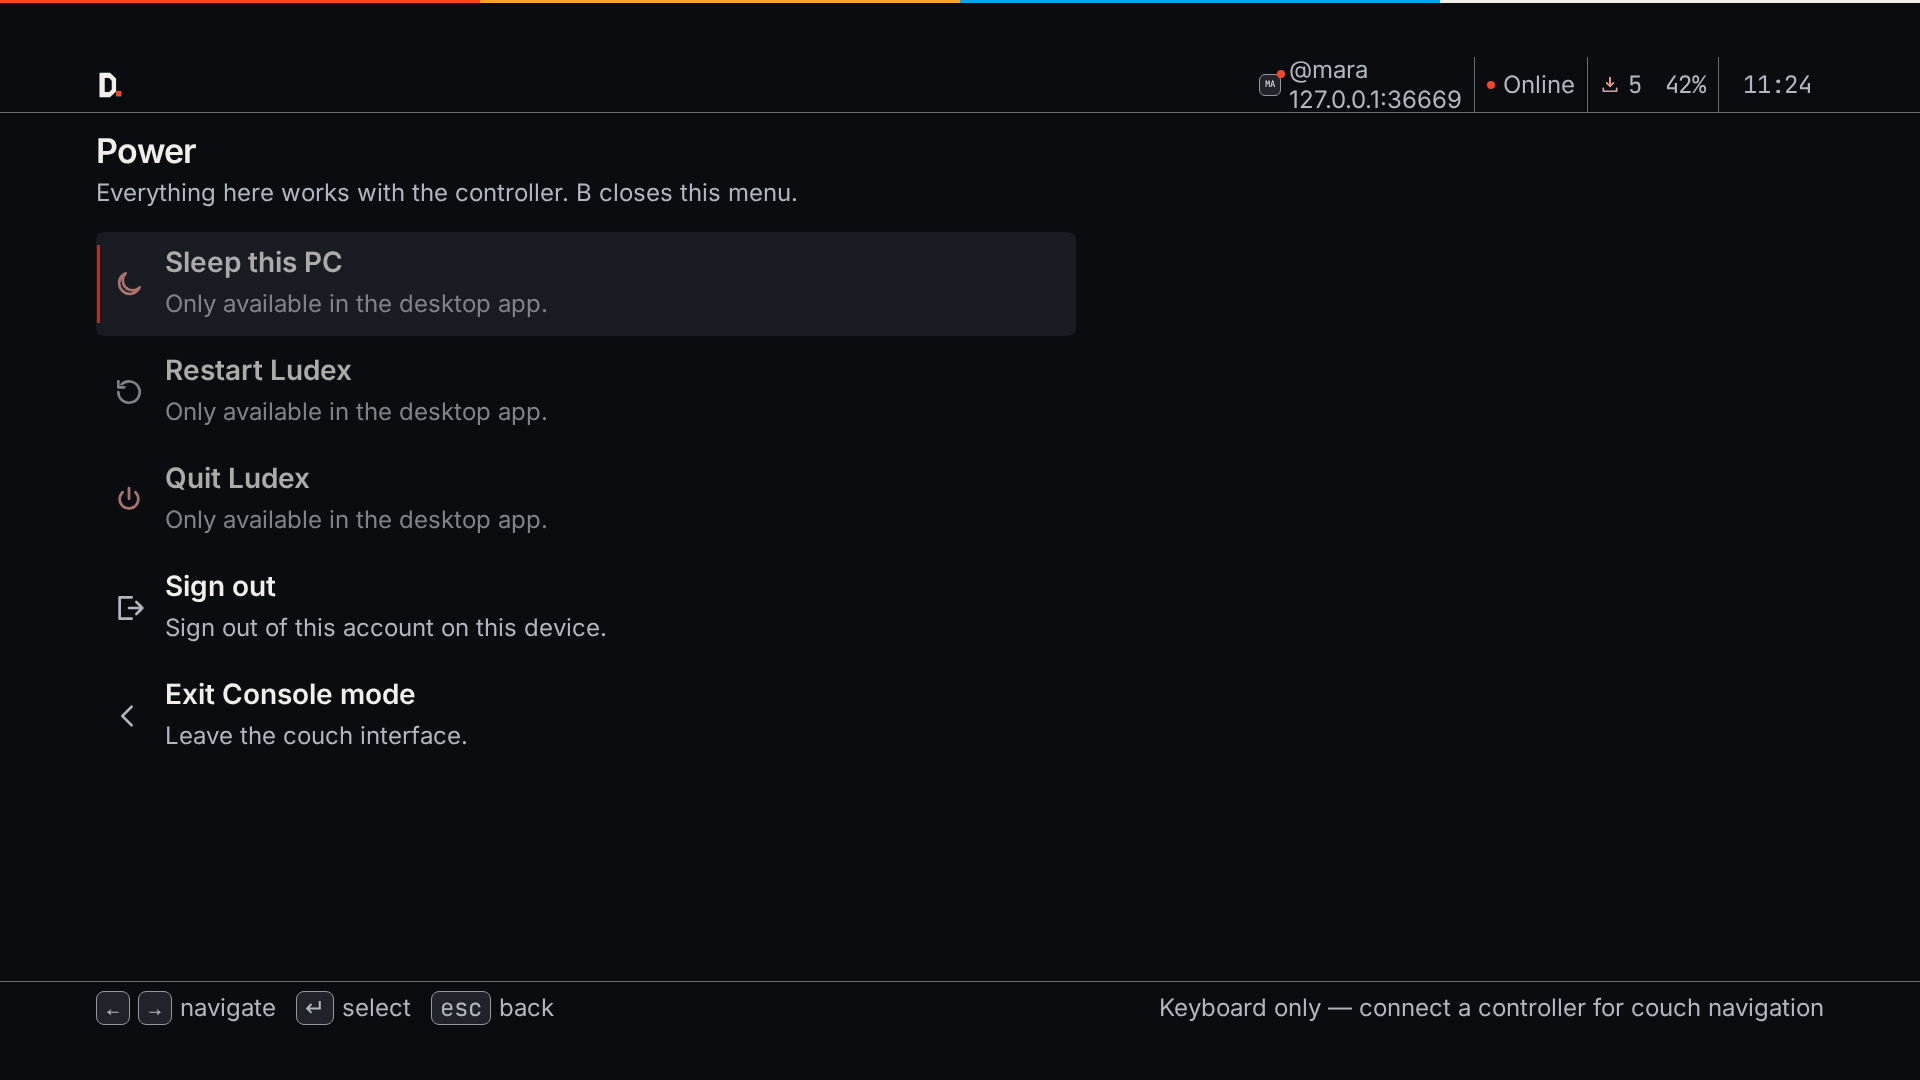 D.
MA
@mara
127.0.0.1:36669
Online
5
42%
11:24
Power
Everything here works with the controller. B closes this menu.
Sleep this PC
Only available in the desktop app.
Restart Ludex
Only available in the desktop app.
Quit Ludex
Only available in the desktop app.
Sign out
Sign out of this account on this device.
Exit Console mode
Leave the couch interface.
← → navigate ↵ select esc back
Keyboard only — connect a controller for couch navigation